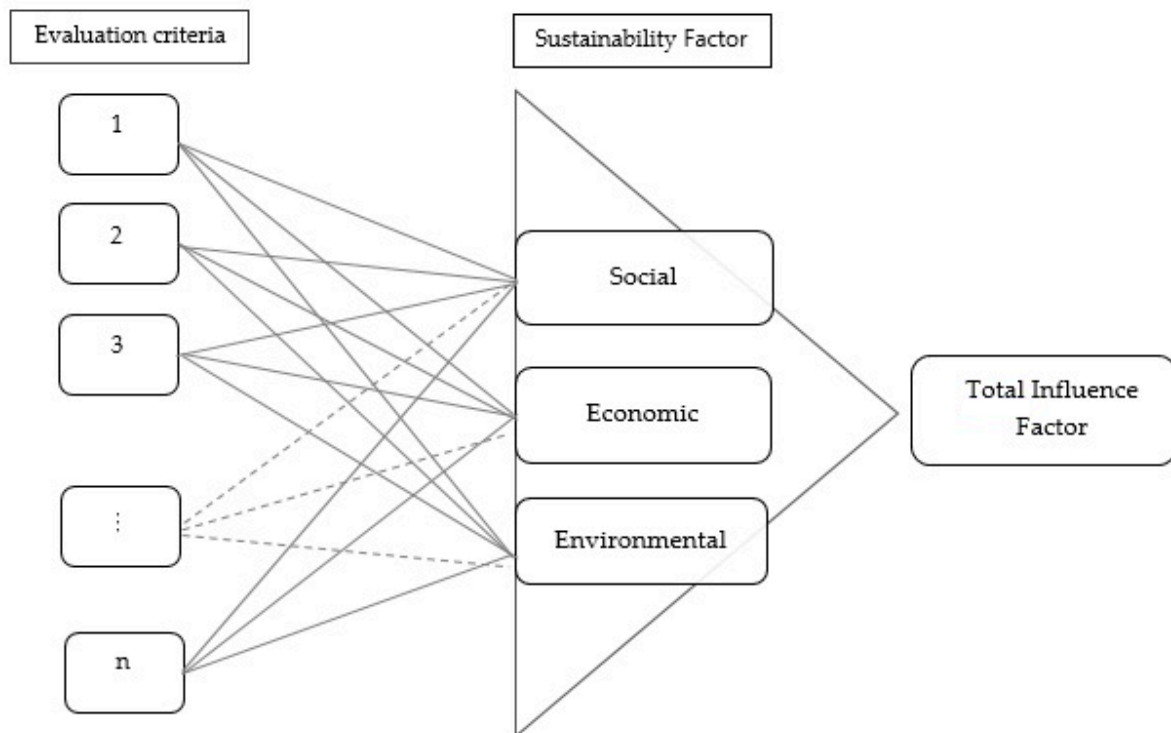 Evaluation criteria
Sustainability Factor
1
2
3
⋮
n
Social
Economic
Environmental
Total Influence
Factor